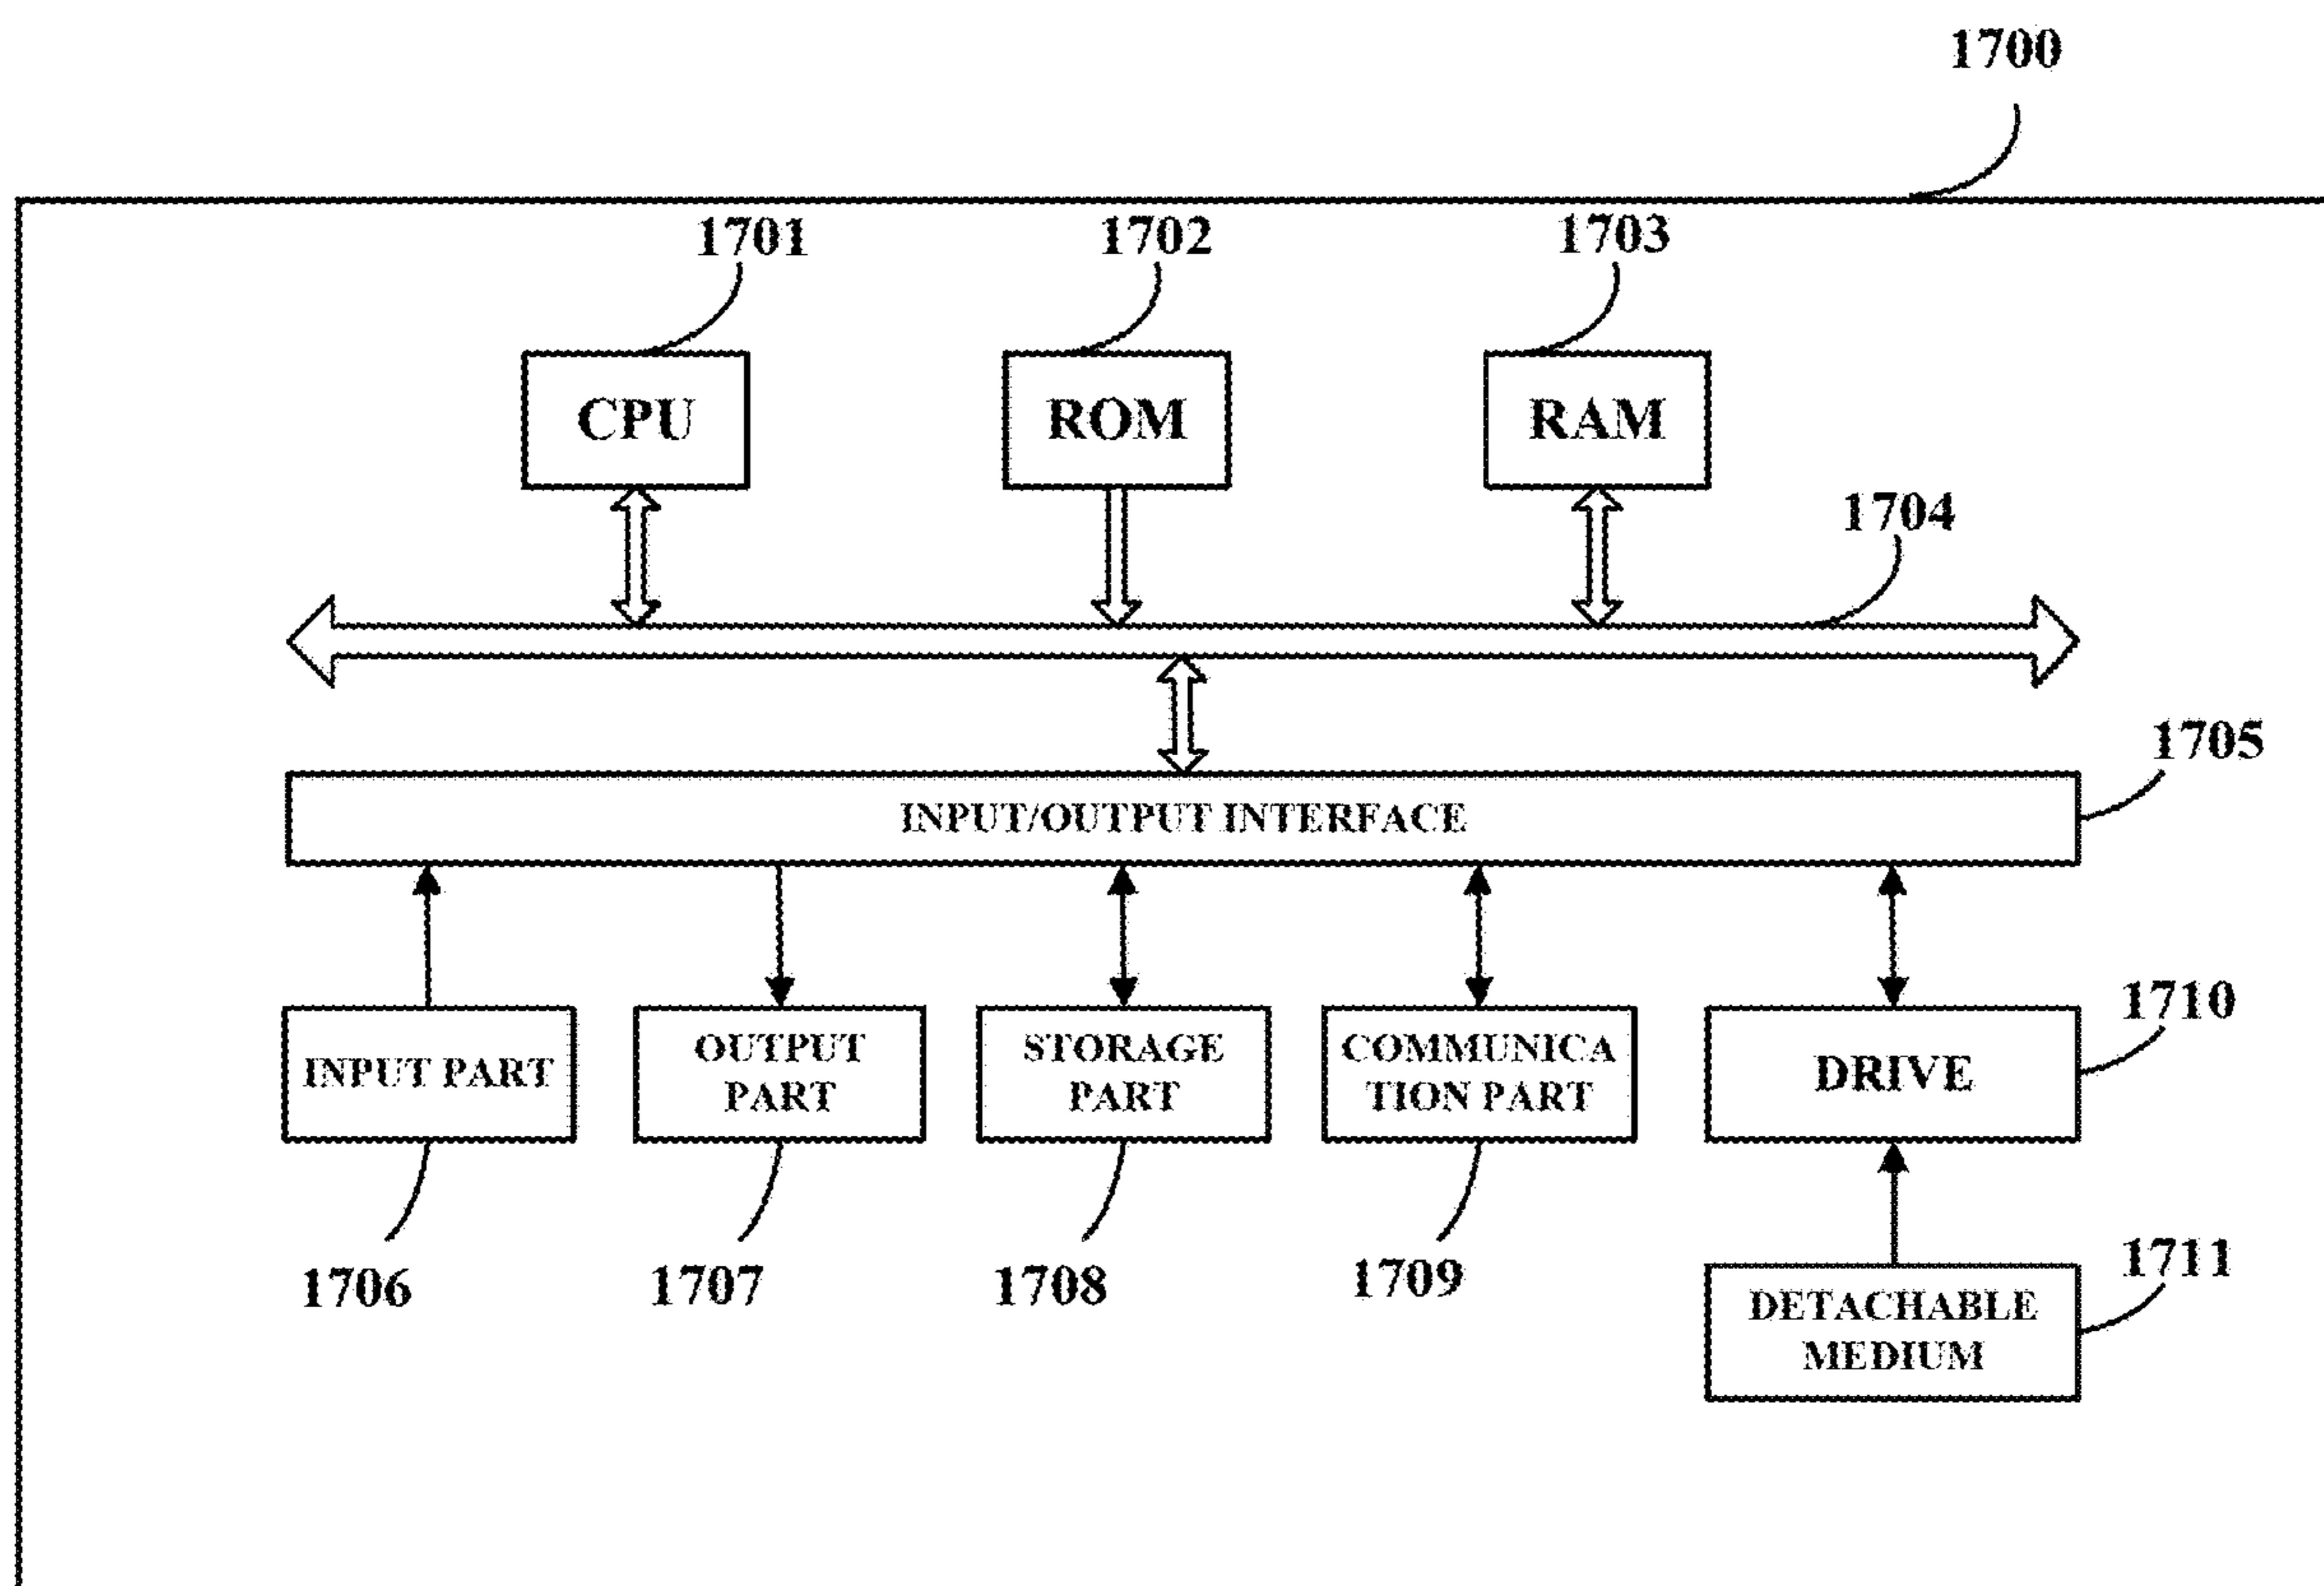 1700
1701
1702
1703
CPU
ROM
RAM
1704
1705
INPUT/OUTPUT INTERFACE
1710
INPUT PART
OUTPUT
PART
STORAGE
PART
COMMUNICA
TION PART
DRIVE
1706
1707
1708
1709
1711
DETACHABLE
MEDIUM